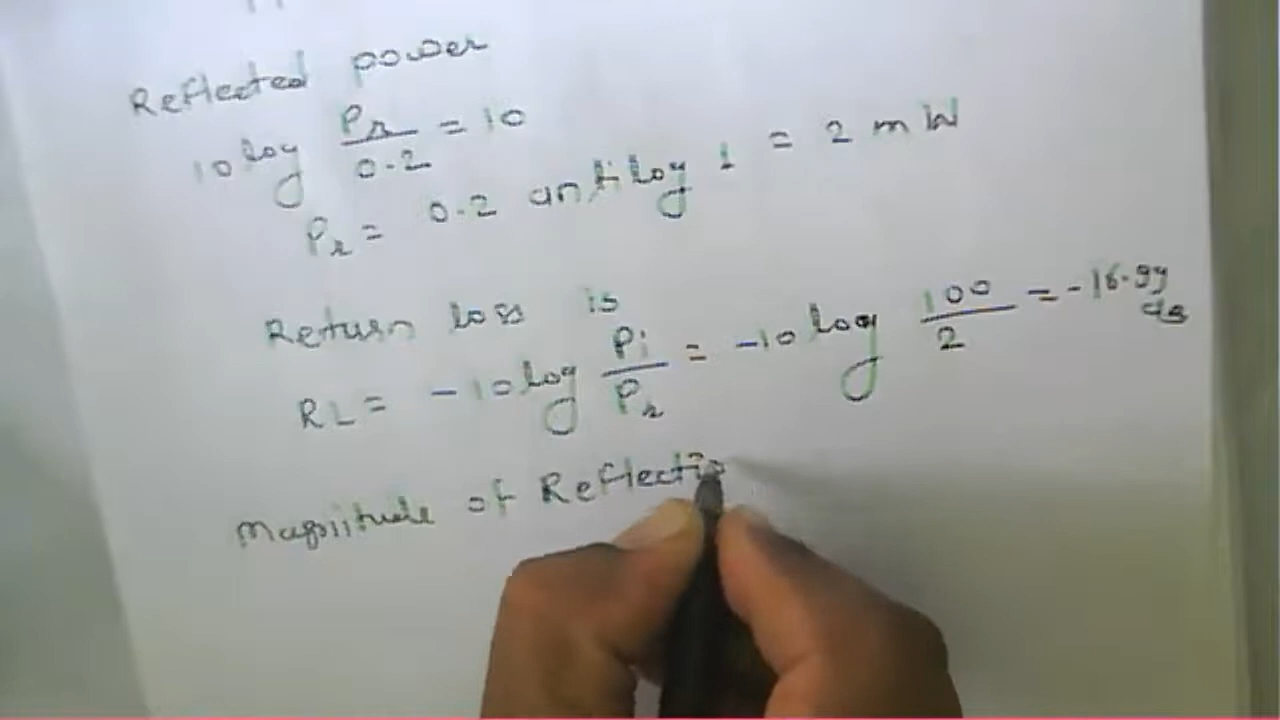 Reflected power
10 log Pr/0.2 = 10
Pr = 0.2 antilog 1 = 2 mW
Return loss is
RL = -10 log Pi/Pr = -10 log 100/2 = -16.99 dB
Magnitude of Reflectio